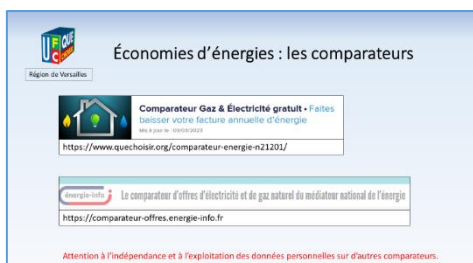 UFC QUE CHOISIR
Région de Versailles
Économies d'énergies : les comparateurs
Comparateur Gaz & Électricité gratuit • Faites
baisser votre facture annuelle d'énergie
https://www.quechoisir.org/comparateur-energie-n21201/
énergie-info
Le comparateur d'offres d'électricité et de gaz naturel du médiateur national de l'énergie
https://comparateur-offres.energie-info.fr
Attention à l'indépendance et à l'exploitation des données personnelles sur d'autres comparateurs.